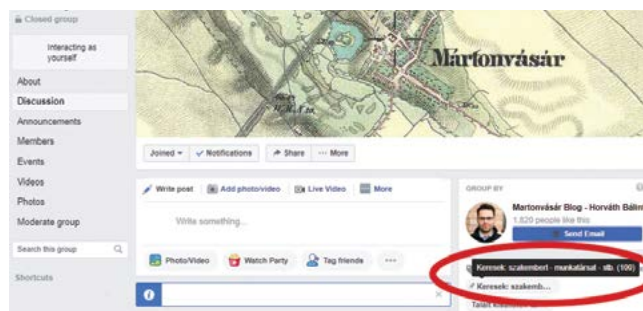 Closed group
Interacting as
yourself
About
Discussion
Announcements
Members
Events
Videos
Photos
Moderate group
Search this group
Shortcuts
Mártonvásár
Joined
Notifications
Share
More
Write post
Add photo/video
Live Video
More
Write something...
Photo/Video
Watch Party
Tag friends
GROUP BY
Martonvásár Blog - Horváth Bálin
1,820 people like this
Send Email
Keresek: szakembert - munkatársat - stb. (100)
Keresek: szakemb...